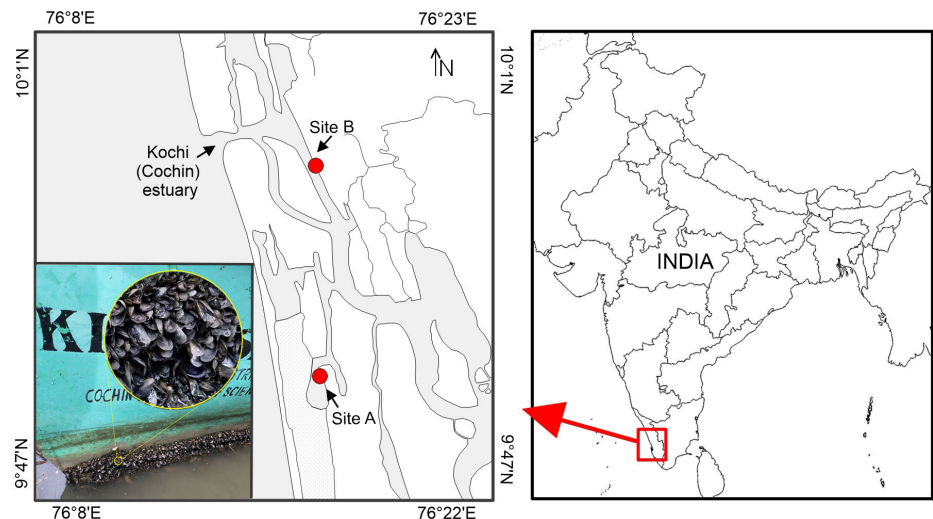 76°8'E
76°23'E
10°1'N
10°1'N
N
Site B
Kochi
(Cochin)
estuary
INDIA
COCHIN
Site A
9°47'N
9°47'N
76°8'E
76°22'E